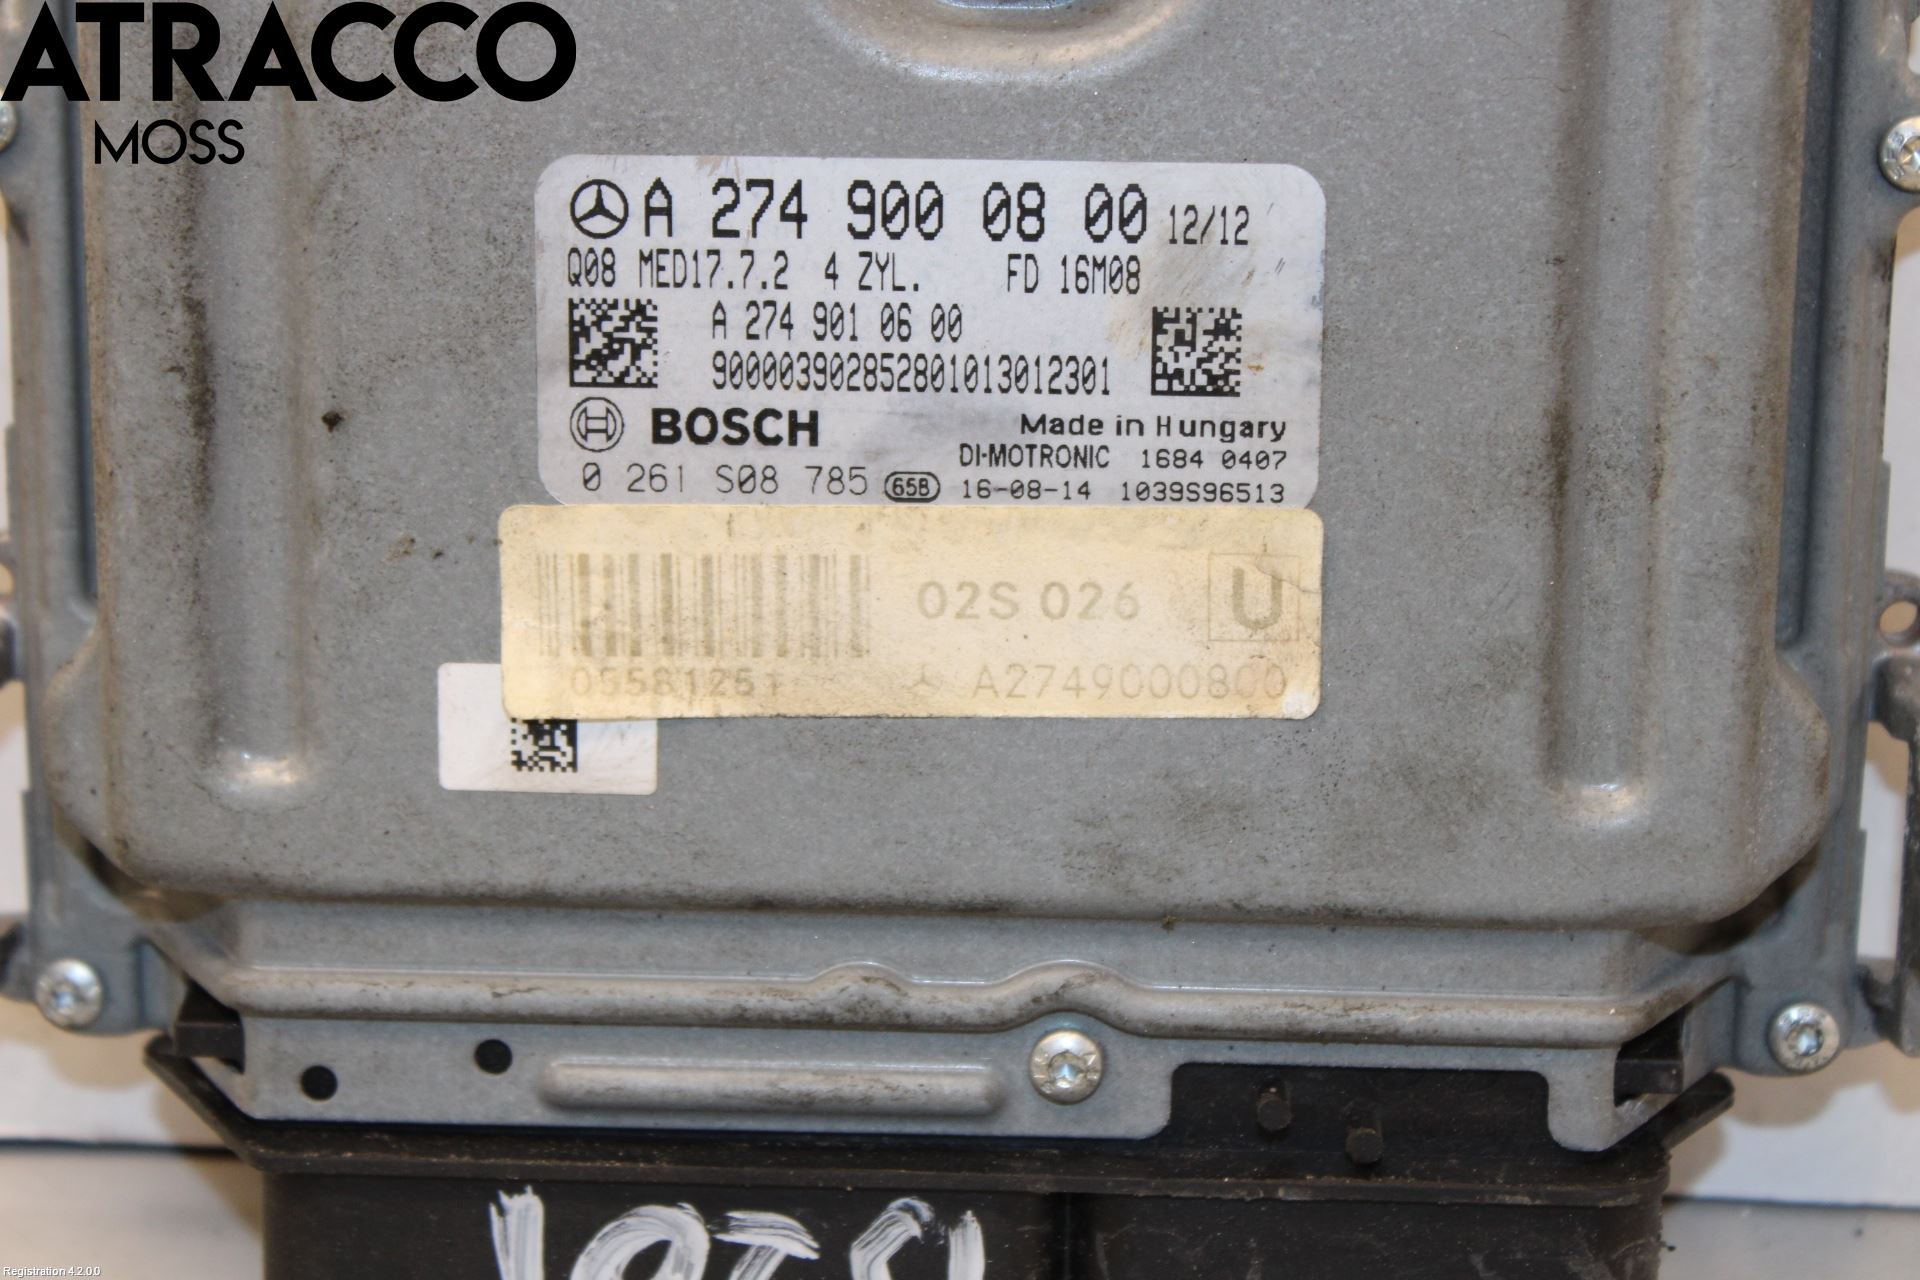 ATRACCO
MOSS
A 274 900 08 00 12/12
Q08 MED17.7.2 4 ZYL. FD 16M08
A 274 901 06 00
900003902852801013012301
BOSCH Made in Hungary
DI-MOTRONIC 1684 0407
0 261 S08 785 65B 16-08-14 1039S96513
02S 026 U
A2749000800
Registration 4.2.0.0